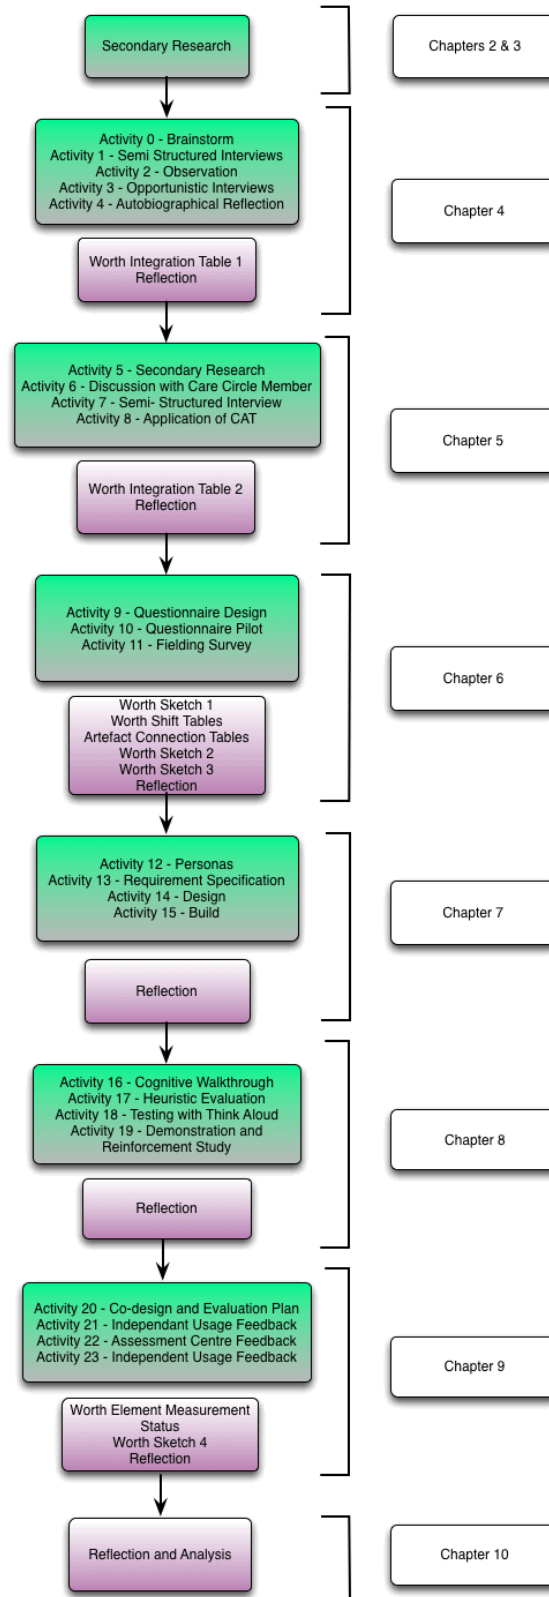 Secondary Research
Chapters 2 & 3
Activity 0 - Brainstorm
Activity 1 - Semi Structured Interviews
Activity 2 - Observation
Activity 3 - Opportunistic Interviews
Activity 4 - Autobiographical Reflection
Chapter 4
Worth Integration Table 1
Reflection
Activity 5 - Secondary Research
Activity 6 - Discussion with Care Circle Member
Activity 7 - Semi- Structured Interview
Activity 8 - Application of CAT
Chapter 5
Worth Integration Table 2
Reflection
Activity 9 - Questionnaire Design
Activity 10 - Questionnaire Pilot
Activity 11 - Fielding Survey
Chapter 6
Worth Sketch 1
Worth Shift Tables
Artefact Connection Tables
Worth Sketch 2
Worth Sketch 3
Reflection
Activity 12 - Personas
Activity 13 - Requirement Specification
Activity 14 - Design
Activity 15 - Build
Chapter 7
Reflection
Activity 16 - Cognitive Walkthrough
Activity 17 - Heuristic Evaluation
Activity 18 - Testing with Think Aloud
Activity 19 - Demonstration and
Reinforcement Study
Chapter 8
Reflection
Activity 20 - Co-design and Evaluation Plan
Activity 21 - Independant Usage Feedback
Activity 22 - Assessment Centre Feedback
Activity 23 - Independent Usage Feedback
Chapter 9
Worth Element Measurement
Status
Worth Sketch 4
Reflection
Reflection and Analysis
Chapter 10